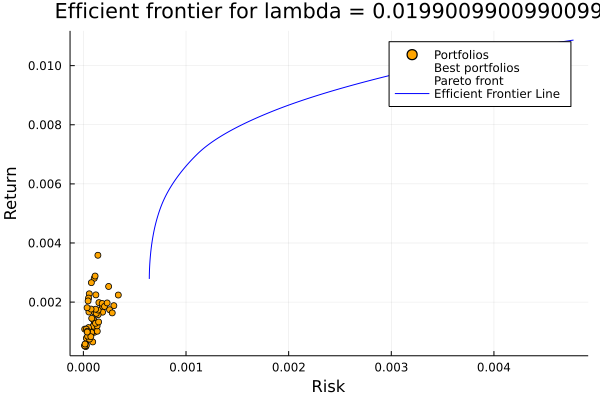 Efficient frontier for lambda = 0.0199009900990099
Portfolios
Best portfolios
Pareto front
Efficient Frontier Line
Return
0.010
0.008
0.006
0.004
0.002
0.000
0.001
0.002
0.003
0.004
Risk